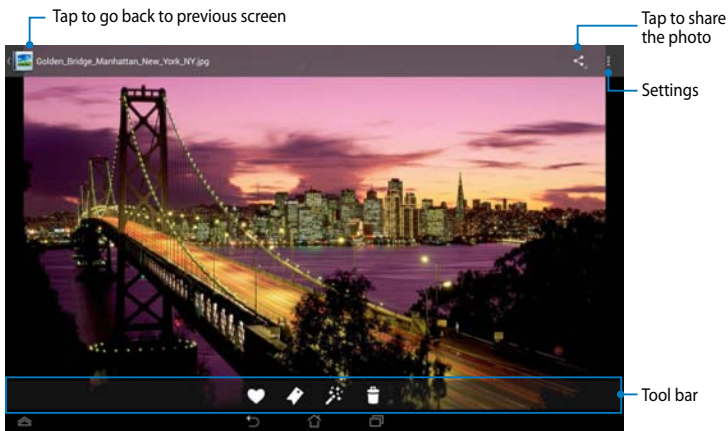 Tap to go back to previous screen
Tap to share
the photo
Golden_Bridge_Manhattan_New_York_NY.jpg
Settings
Tool bar